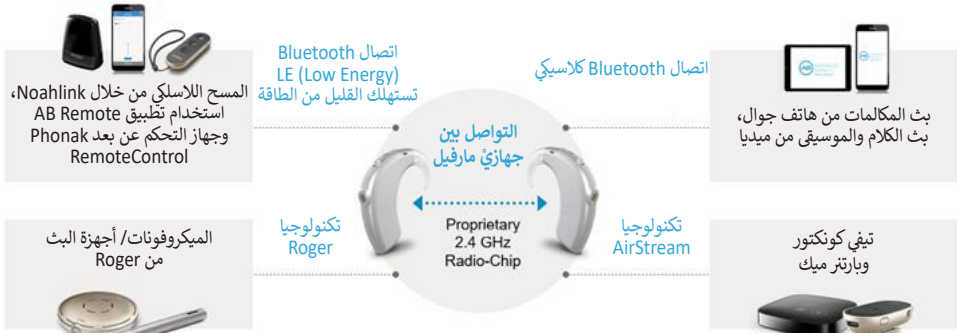 اتصال Bluetooth
LE (Low Energy)
تستهلك القليل من الطاقة
المسح اللاسلكي من خلال Noahlink،
استخدام تطبيق AB Remote
وجهاز التحكم عن بعد Phonak
RemoteControl
اتصال Bluetooth كلاسيكي
بث المكالمات من هاتف جوال،
بث الكلام والموسيقى من ميديا
التواصل بين
جهازيْ مارفيل
Proprietary
2.4 GHz
Radio-Chip
تكنولوجيا
Roger
الميكروفونات/ أجهزة البث
من Roger
تكنولوجيا
AirStream
تيفي كونكتور
وبارتنر ميك